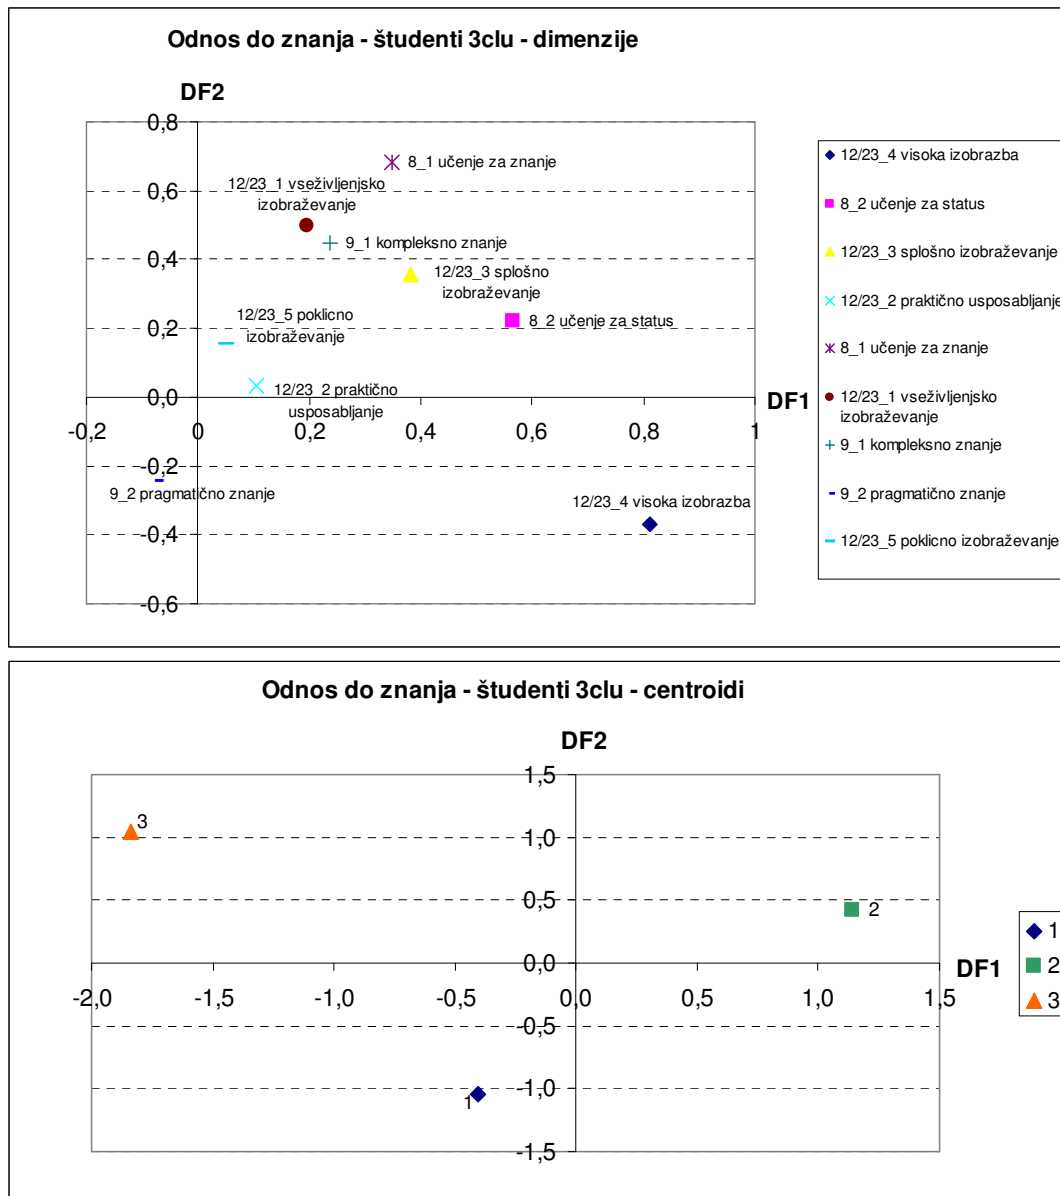 Odnos do znanja - študenti 3clu - dimenzije
DF2
0,8
8_1 učenje za znanje
12/23_1 vseživljenjsko
izobraževanje
0,6
9_1 kompleksno znanje
0,4
12/23_3 splošno
izobraževanje
12/23_5 poklicno
izobraževanje
8_2 učenje za status
0,2
12/23_2 praktično
usposabljanje
0,0
DF1
-0,2
0
0,2
0,4
0,6
0,8
1
-0,2
9_2 pragmatično znanje
12/23_4 visoka izobrazba
-0,4
-0,6
12/23_4 visoka izobrazba
8_2 učenje za status
12/23_3 splošno izobraževanje
12/23_2 praktično usposabljanje
8_1 učenje za znanje
12/23_1 vseživljenjsko
izobraževanje
9_1 kompleksno znanje
9_2 pragmatično znanje
12/23_5 poklicno izobraževanje
Odnos do znanja - študenti 3clu - centroidi
DF2
1,5
3
1,0
0,5
2
0,0
DF1
-2,0
-1,5
-1,0
-0,5
0,0
0,5
1,0
1,5
-0,5
-1,0
1
-1,5
1
2
3